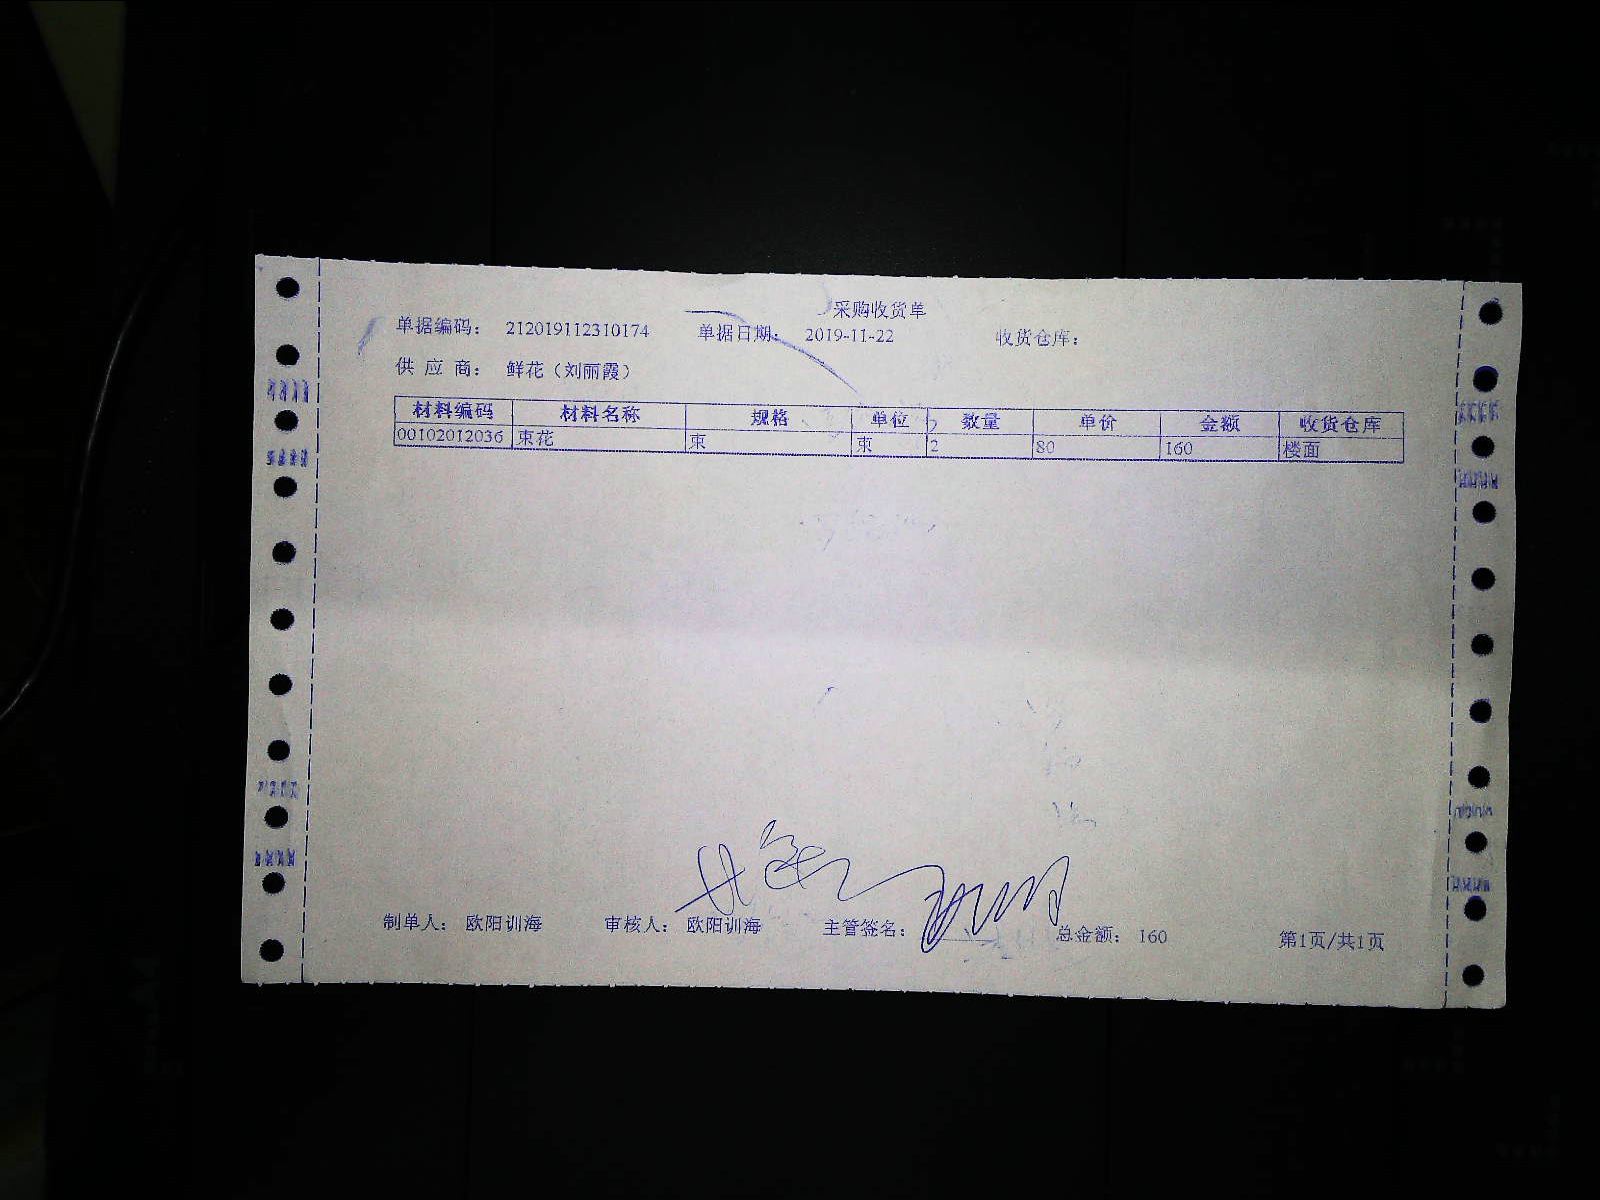 采购收货单
单据编码： 212019112310174 单据日期： 2019-11-22 收货仓库：
供 应 商： 鲜花（刘丽霞）
材料编码 材料名称 规格 单位 数量 单价 金额 收货仓库
00102012036 束花 束 束 2 80 160 楼面
制单人： 欧阳训海 审核人： 欧阳训海 主管签名： 总金额： 160 第1页/共1页